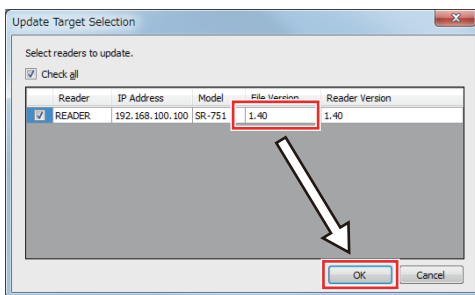 Update Target Selection
Select readers to update.
Check all
Reader IP Address Model File Version Reader Version
READER 192.168.100.100 SR-751 1.40 1.40
OK Cancel